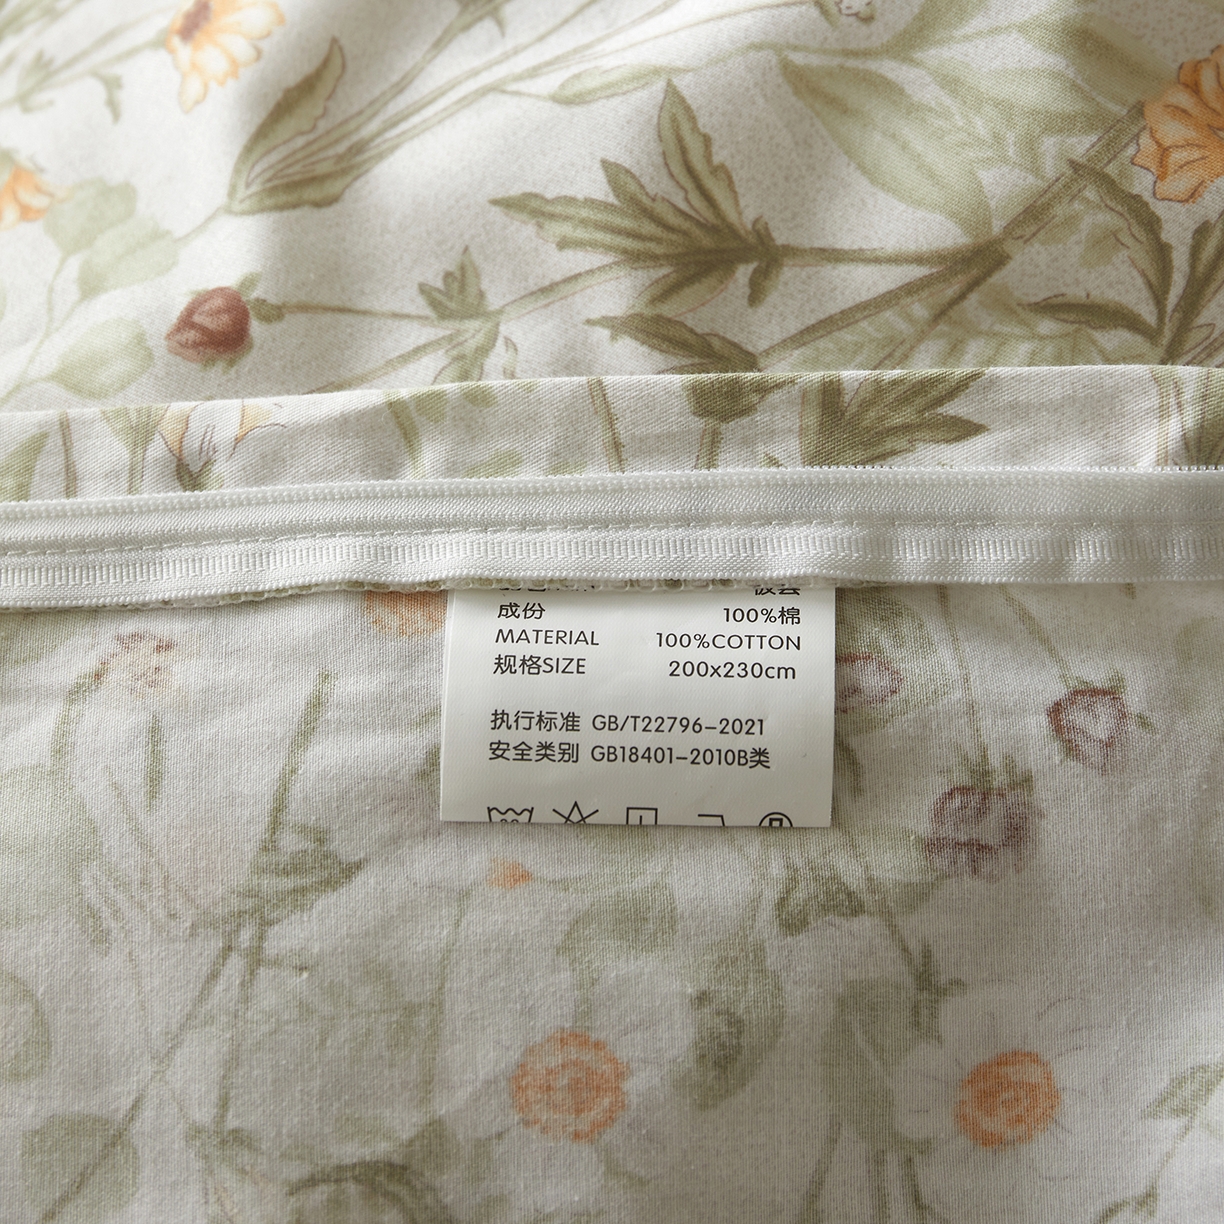 成份 100%棉
MATERIAL 100%COTTON
规格SIZE 200x230cm
执行标准 GB/T22796-2021
安全类别 GB18401-2010B类